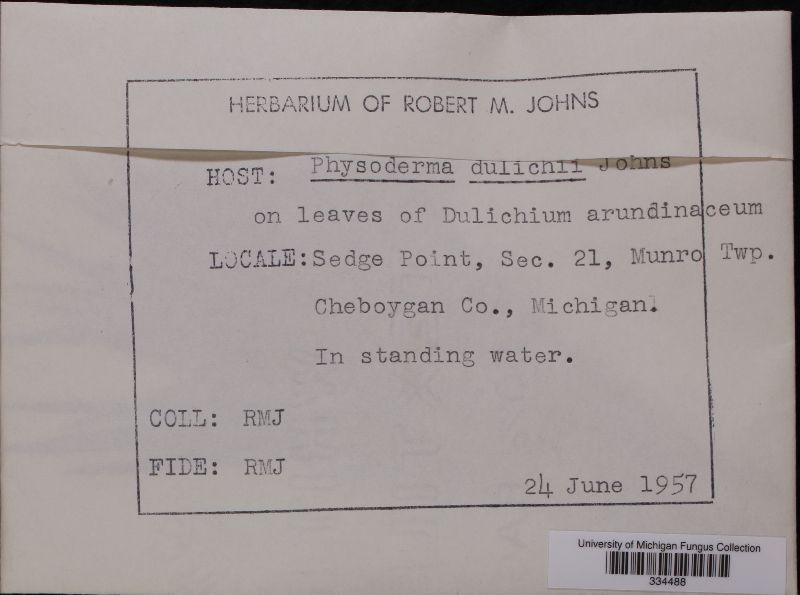 HERBARIUM OF ROBERT M. JOHNS
HOST: Physoderma dulichii Johns
on leaves of Dulichium arundinaceum
LOCALE: Sedge Point, Sec. 21, Munro Twp.
Cheboygan Co., Michigan.
In standing water.
COLL: RMJ
FIDE: RMJ
24 June 1957
University of Michigan Fungus Collection
334488